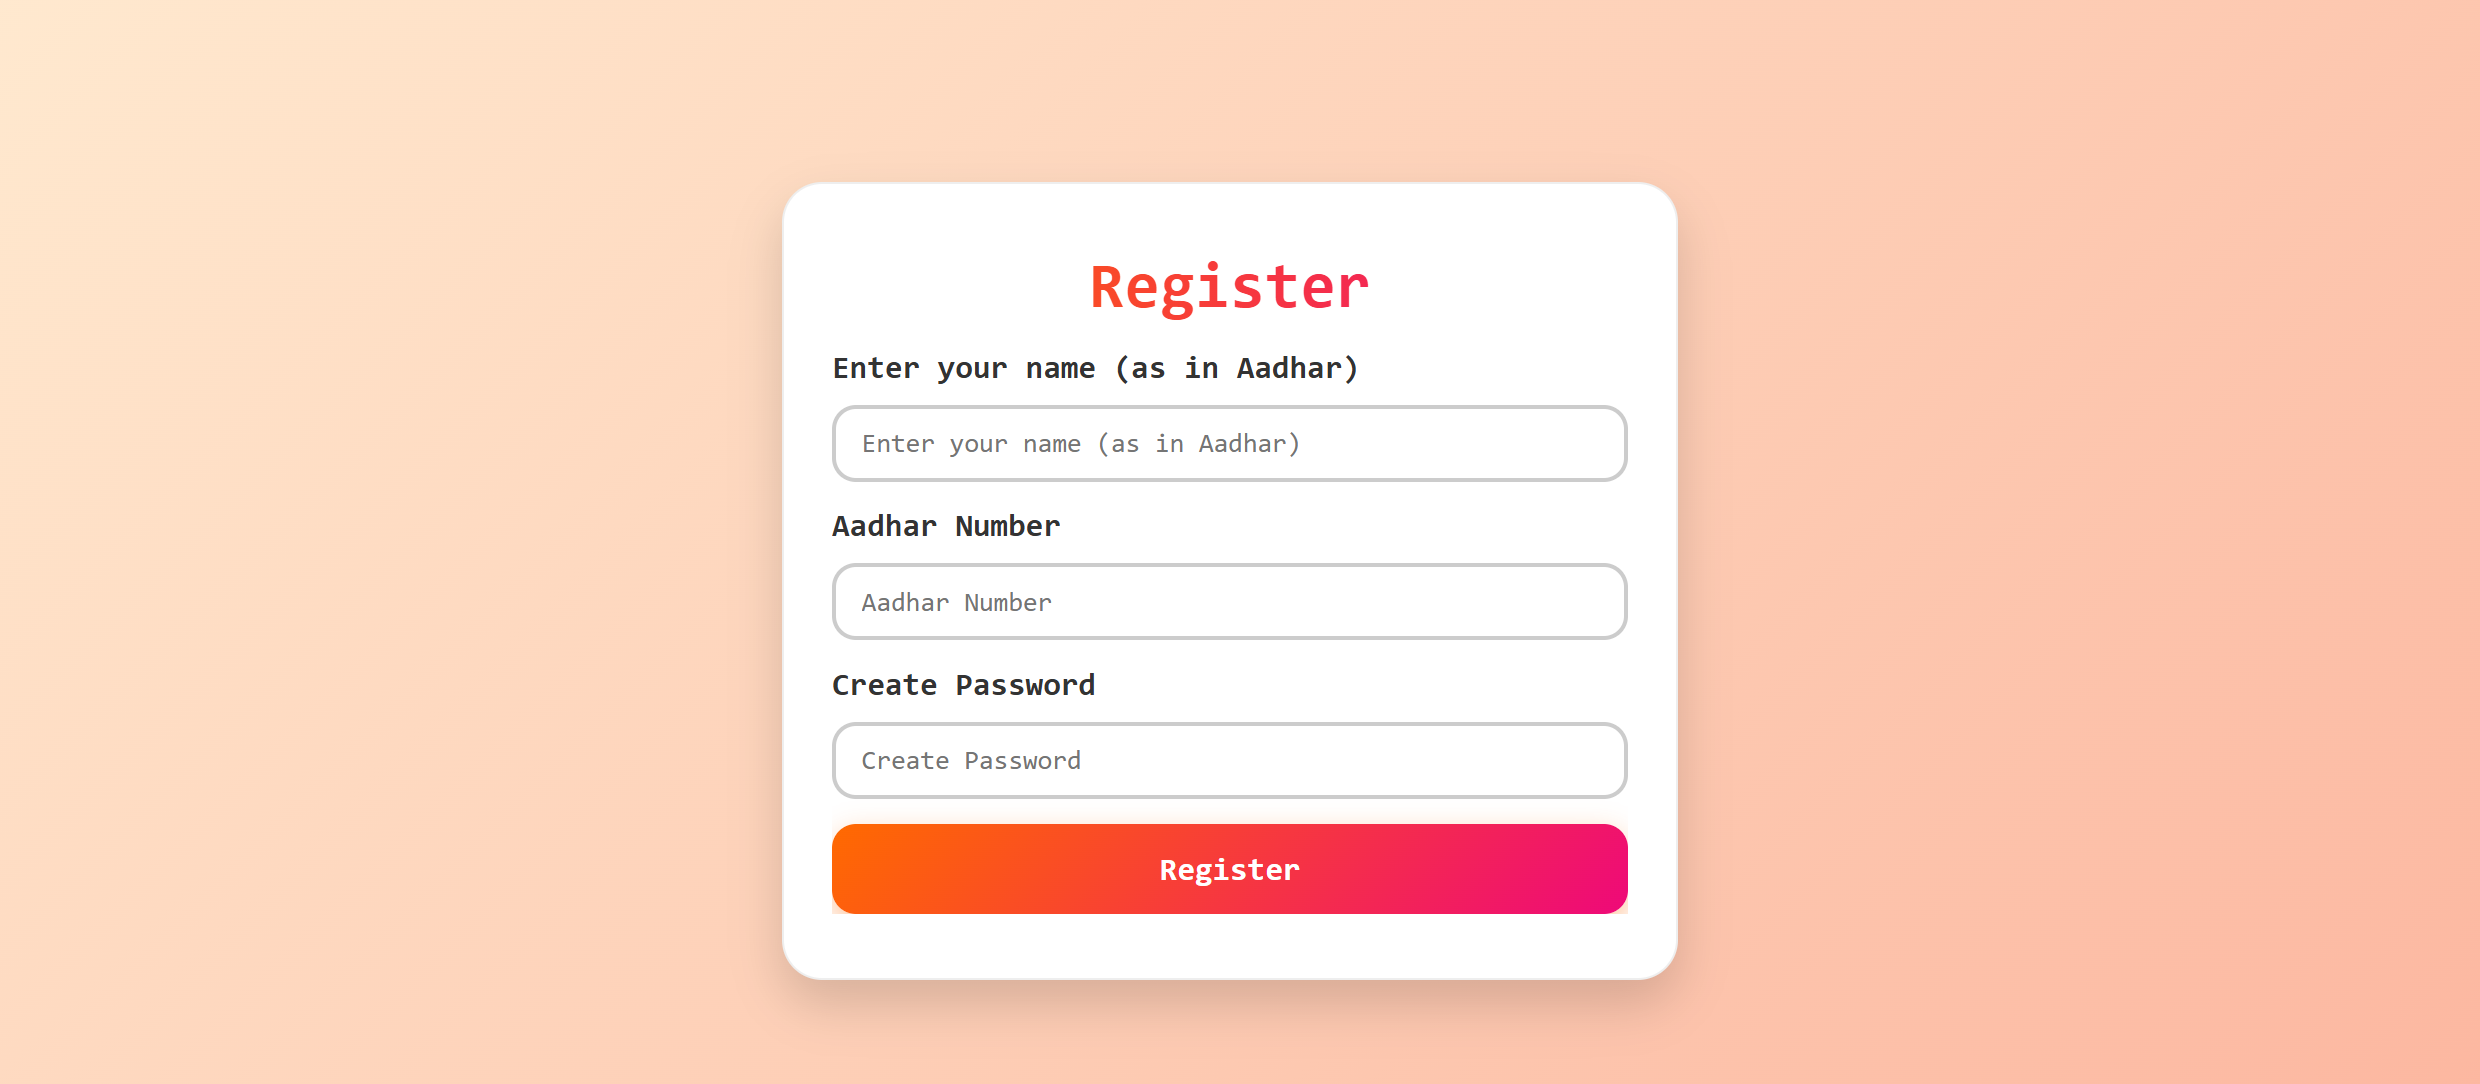 Register
Enter your name (as in Aadhar)
Enter your name (as in Aadhar)
Aadhar Number
Aadhar Number
Create Password
Create Password
Register